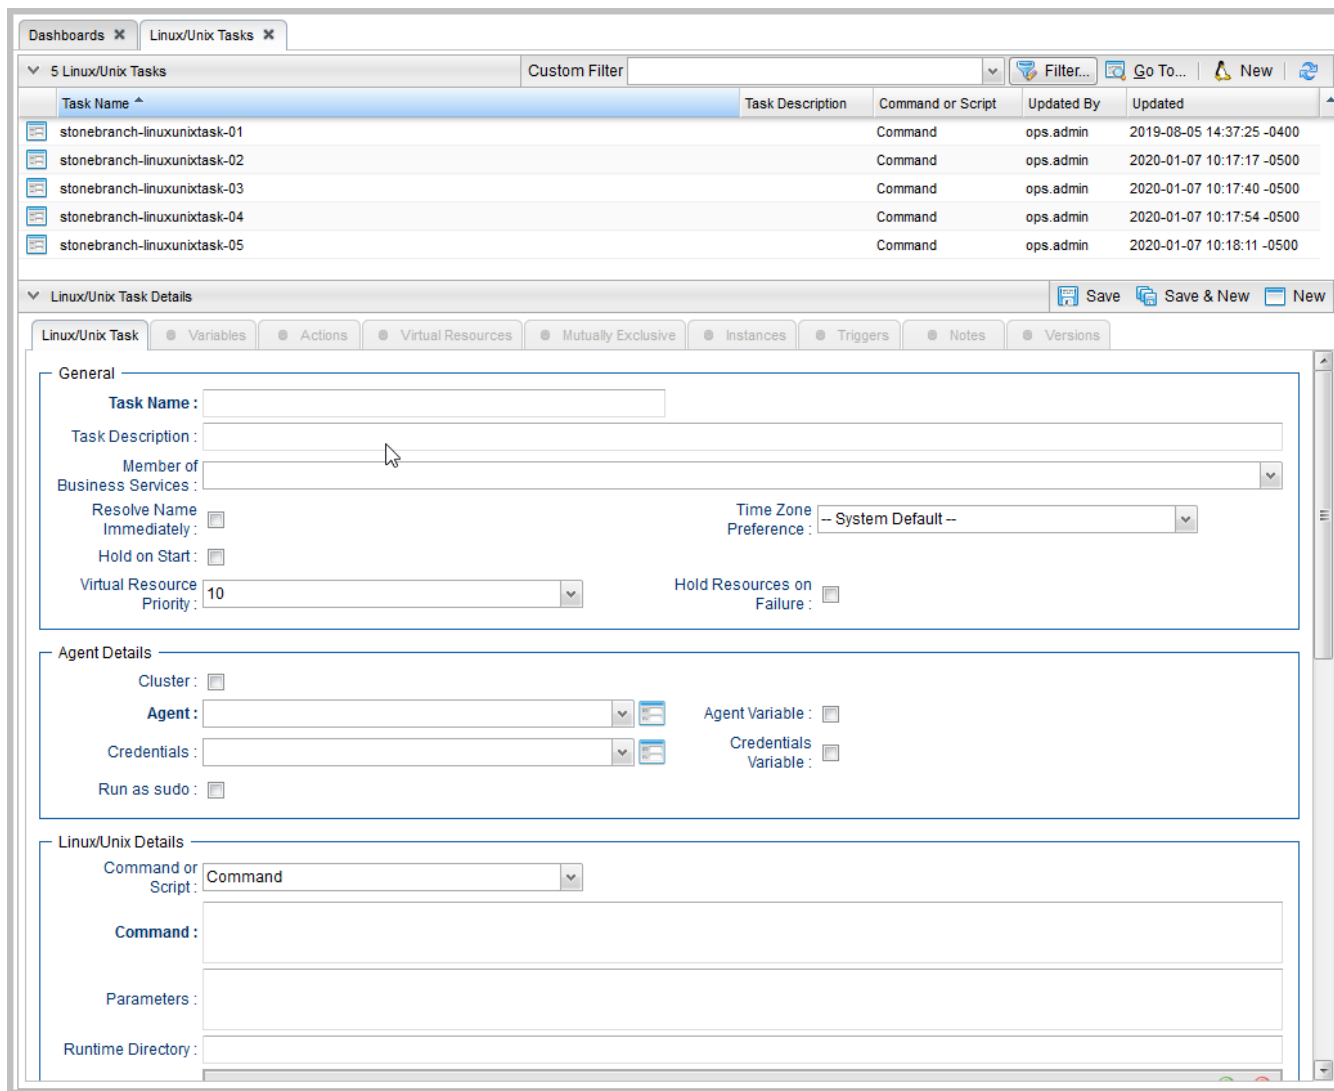 Dashboards Linux/Unix Tasks
5 Linux/Unix Tasks Custom Filter Filter... Go To... New
Task Name Task Description Command or Script Updated By Updated
stonebranch-linuxunixtask-01 Command ops.admin 2019-08-05 14:37:25 -0400
stonebranch-linuxunixtask-02 Command ops.admin 2020-01-07 10:17:17 -0500
stonebranch-linuxunixtask-03 Command ops.admin 2020-01-07 10:17:40 -0500
stonebranch-linuxunixtask-04 Command ops.admin 2020-01-07 10:17:54 -0500
stonebranch-linuxunixtask-05 Command ops.admin 2020-01-07 10:18:11 -0500
Linux/Unix Task Details Save Save & New New
Linux/Unix Task Variables Actions Virtual Resources Mutually Exclusive Instances Triggers Notes Versions
General
Task Name :
Task Description :
Member of
Business Services :
Resolve Name
Immediately :
Time Zone
Preference : -- System Default --
Hold on Start :
Virtual Resource
Priority : 10
Hold Resources on
Failure :
Agent Details
Cluster :
Agent : Agent Variable :
Credentials :
Credentials
Variable :
Run as sudo :
Linux/Unix Details
Command or
Script : Command
Command :
Parameters :
Runtime Directory :